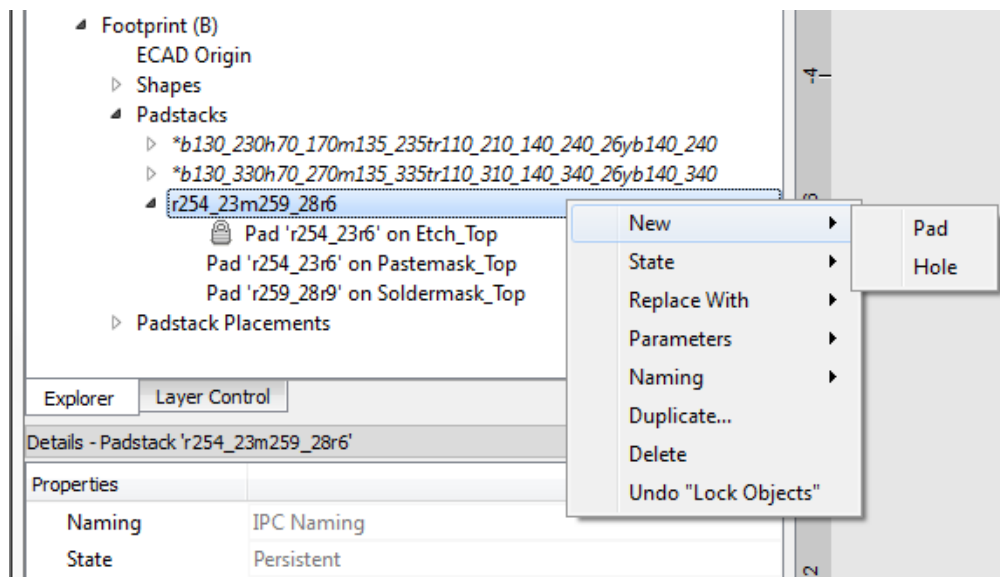 Footprint (B)
ECAD Origin
Shapes
Padstacks
*b130_230h70_170m135_235tr110_210_140_240_26yb140_240
*b130_330h70_270m135_335tr110_310_140_340_26yb140_340
r254_23m259_28r6
Pad 'r254_23r6' on Etch_Top
Pad 'r254_23r6' on Pastemask_Top
Pad 'r259_28r9' on Soldermask_Top
Padstack Placements
New
State
Replace With
Parameters
Naming
Duplicate...
Delete
Undo "Lock Objects"
Pad
Hole
Explorer
Layer Control
Details - Padstack 'r254_23m259_28r6'
Properties
Naming IPC Naming
State Persistent
-4
2